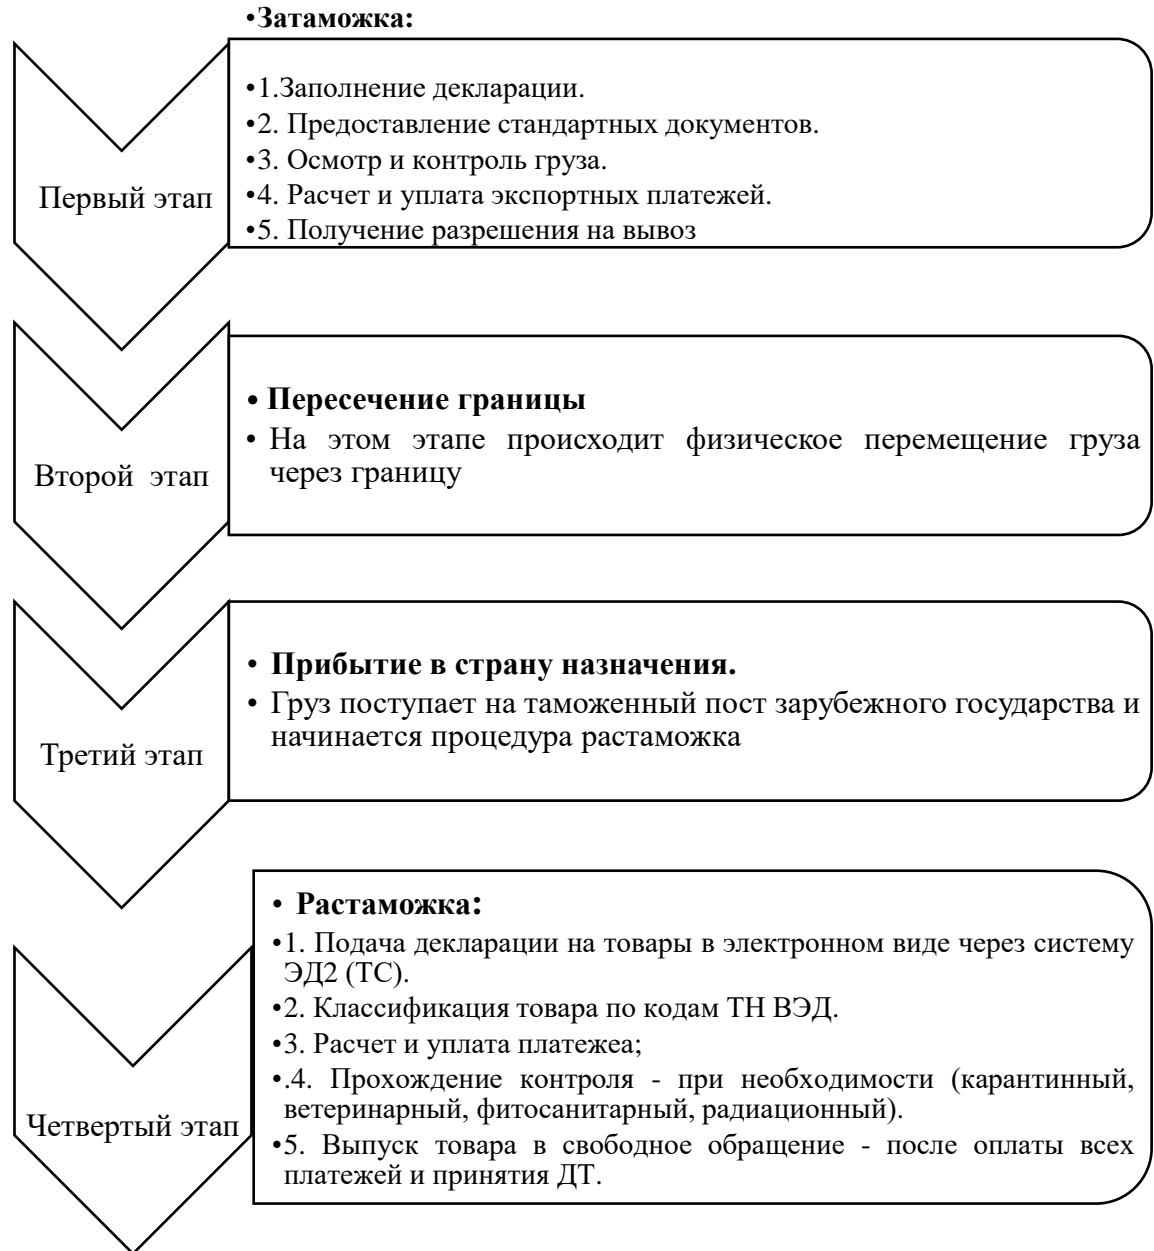 •Затаможка:
Первый этап
•1.Заполнение декларации.
•2. Предоставление стандартных документов.
•3. Осмотр и контроль груза.
•4. Расчет и уплата экспортных платежей.
•5. Получение разрешения на вывоз
Второй этап
• Пересечение границы
• На этом этапе происходит физическое перемещение груза
через границу
Третий этап
• Прибытие в страну назначения.
• Груз поступает на таможенный пост зарубежного государства и
начинается процедура растаможка
Четвертый этап
• Растаможка:
•1. Подача декларации на товары в электронном виде через систему
ЭД2 (ТС).
•2. Классификация товара по кодам ТН ВЭД.
•3. Расчет и уплата платежеа;
•.4. Прохождение контроля - при необходимости (карантинный,
ветеринарный, фитосанитарный, радиационный).
•5. Выпуск товара в свободное обращение - после оплаты всех
платежей и принятия ДТ.